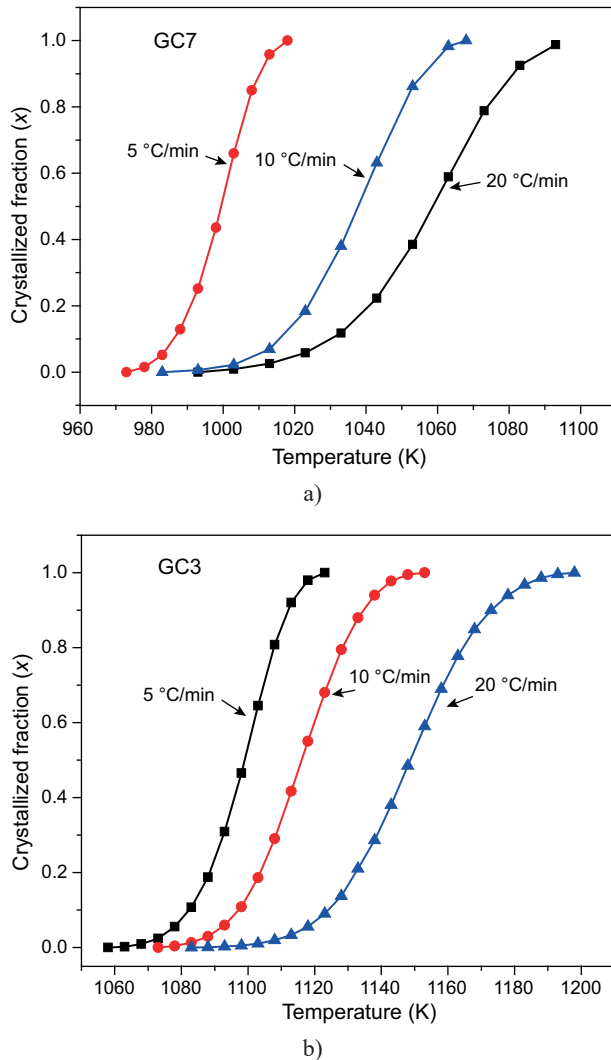 GC7
1.0
0.8
0.6
0.4
0.2
0.0
Crystallized fraction (x)
5 °C/min
10 °C/min
20 °C/min
960 980 1000 1020 1040 1060 1080 1100
Temperature (K)
a)
GC3
1.0
0.8
0.6
0.4
0.2
0.0
Crystallized fraction (x)
5 °C/min
10 °C/min
20 °C/min
1060 1080 1100 1120 1140 1160 1180 1200
Temperature (K)
b)